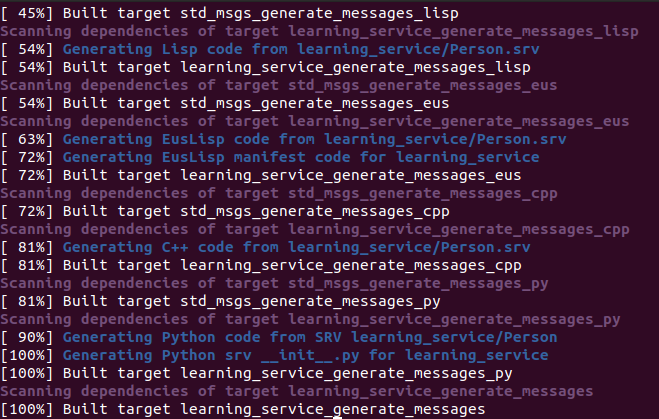 [ 45%] Built target std_msgs_generate_messages_lisp
Scanning dependencies of target learning_service_generate_messages_lisp
[ 54%] Generating Lisp code from learning_service/Person.srv
[ 54%] Built target learning_service_generate_messages_lisp
Scanning dependencies of target std_msgs_generate_messages_eus
[ 54%] Built target std_msgs_generate_messages_eus
Scanning dependencies of target learning_service_generate_messages_eus
[ 63%] Generating EusLisp code from learning_service/Person.srv
[ 72%] Generating EusLisp manifest code for learning_service
[ 72%] Built target learning_service_generate_messages_eus
Scanning dependencies of target std_msgs_generate_messages_cpp
[ 72%] Built target std_msgs_generate_messages_cpp
Scanning dependencies of target learning_service_generate_messages_cpp
[ 81%] Generating C++ code from learning_service/Person.srv
[ 81%] Built target learning_service_generate_messages_cpp
Scanning dependencies of target std_msgs_generate_messages_py
[ 81%] Built target std_msgs_generate_messages_py
Scanning dependencies of target learning_service_generate_messages_py
[ 90%] Generating Python code from SRV learning_service/Person
[100%] Generating Python srv __init__.py for learning_service
[100%] Built target learning_service_generate_messages_py
Scanning dependencies of target learning_service_generate_messages
[100%] Built target learning_service_generate_messages